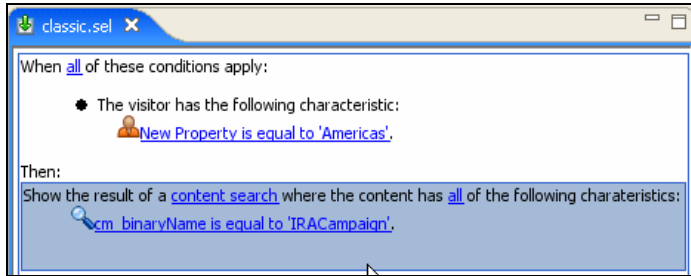 classic.sel
When all of these conditions apply:
The visitor has the following characteristic:
New Property is equal to 'Americas'.
Then:
Show the result of a content search where the content has all of the following charateristics:
cm_binaryName is equal to 'IRACampaign'.